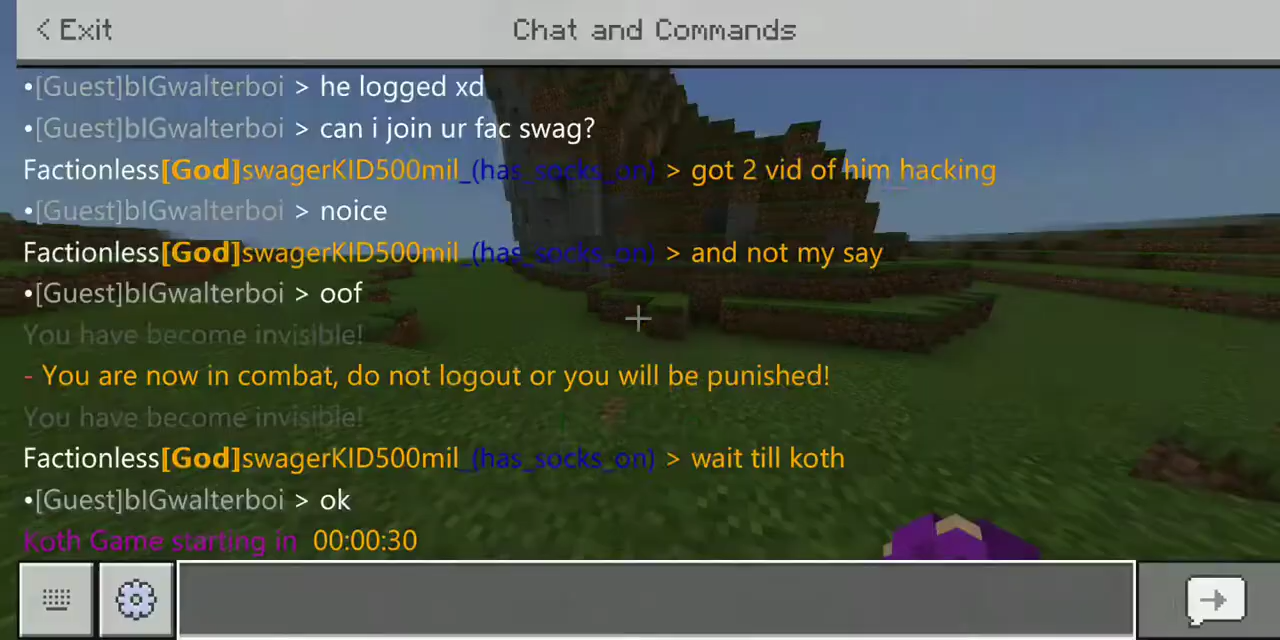 < Exit
Chat and Commands
•[Guest]bIGwalterboi > he logged xd
•[Guest]bIGwalterboi > can i join ur fac swag?
Factionless[God]swagerKID500mil_(has_socks_on) > got 2 vid of him hacking
•[Guest]bIGwalterboi > noice
Factionless[God]swagerKID500mil_(has_socks_on) > and not my say
•[Guest]bIGwalterboi > oof
You have become invisible!
- You are now in combat, do not logout or you will be punished!
You have become invisible!
Factionless[God]swagerKID500mil_(has_socks_on) > wait till koth
•[Guest]bIGwalterboi > ok
Koth Game starting in 00:00:30